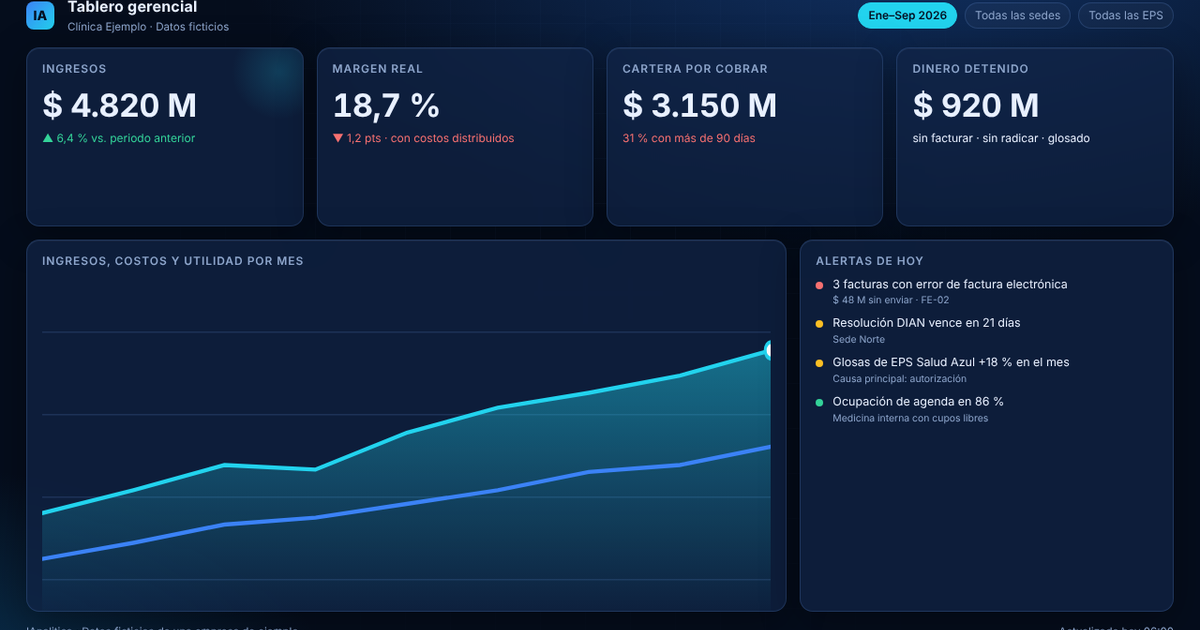 IA
Tablero gerencial
Clínica Ejemplo · Datos ficticios
Ene–Sep 2026
Todas las sedes
Todas las EPS
INGRESOS
$ 4.820 M
▲ 6,4 % vs. periodo anterior
MARGEN REAL
18,7 %
▼ 1,2 pts · con costos distribuidos
CARTERA POR COBRAR
$ 3.150 M
31 % con más de 90 días
DINERO DETENIDO
$ 920 M
sin facturar · sin radicar · glosado
INGRESOS, COSTOS Y UTILIDAD POR MES
ALERTAS DE HOY
3 facturas con error de factura electrónica
$ 48 M sin enviar · FE-02
Resolución DIAN vence en 21 días
Sede Norte
Glosas de EPS Salud Azul +18 % en el mes
Causa principal: autorización
Ocupación de agenda en 86 %
Medicina interna con cupos libres